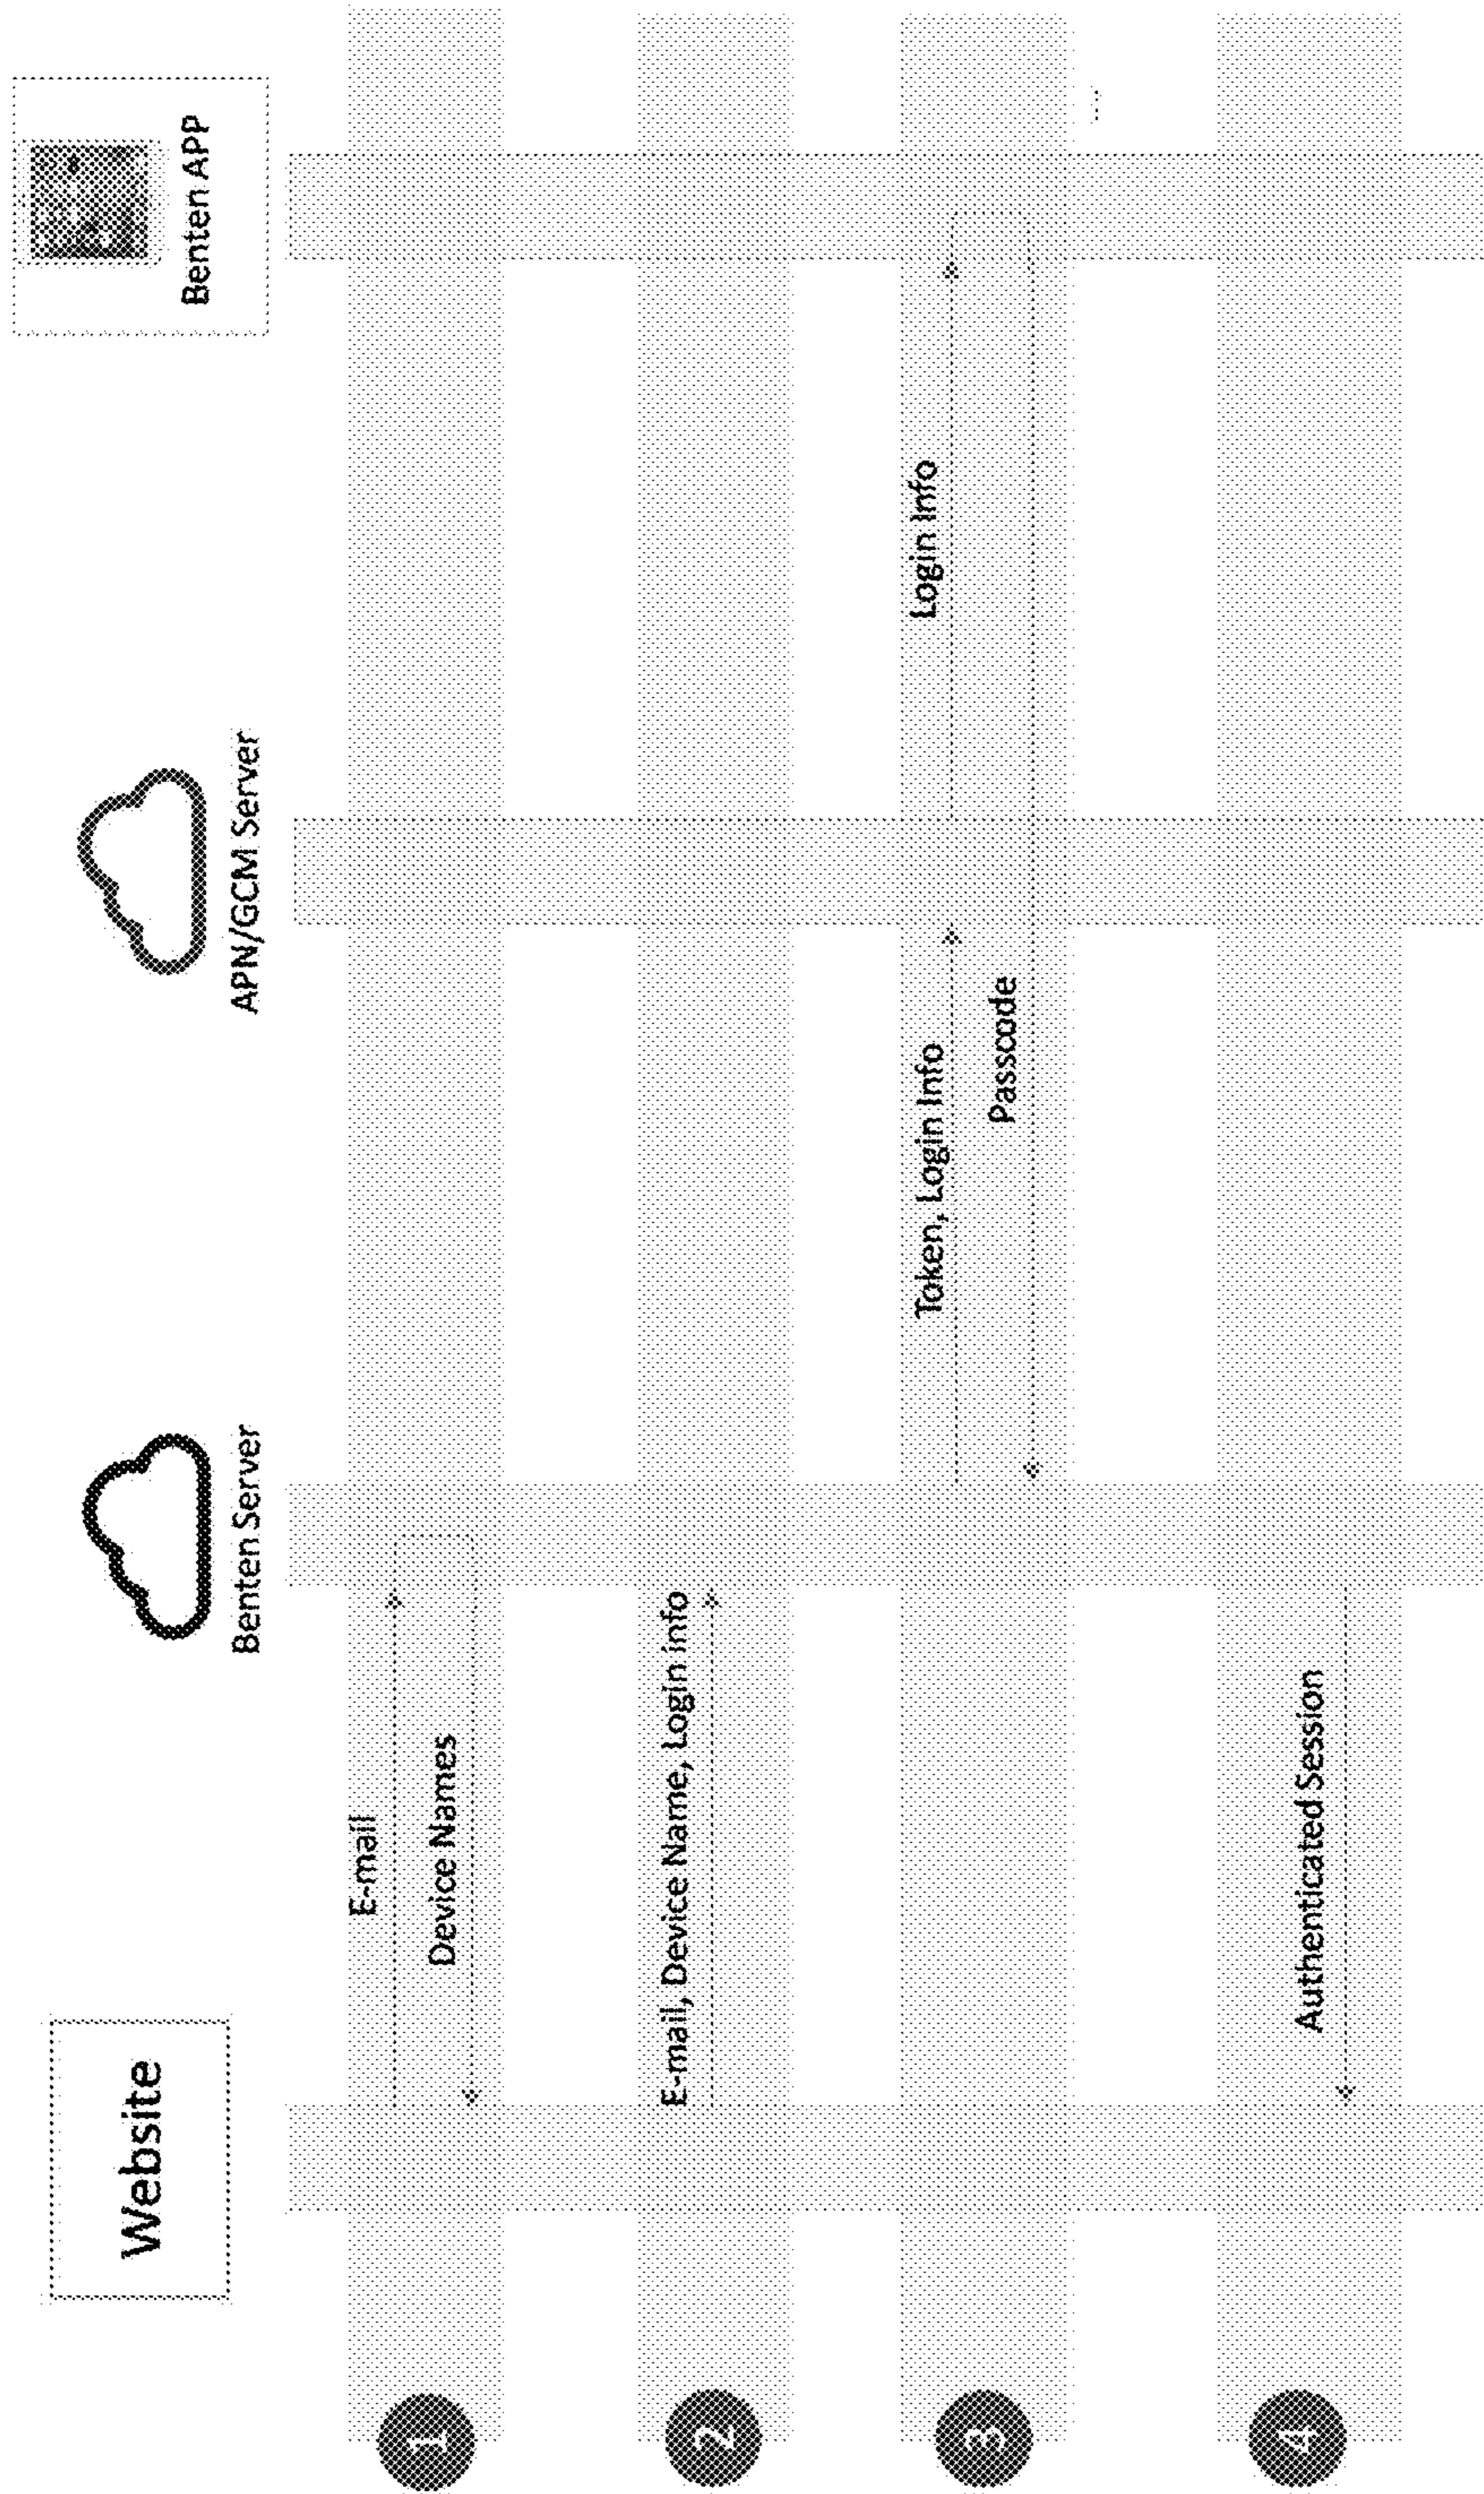 Website
Benten Server
APN/GCM Server
Benten APP
1
E-mail
Device Names
2
E-mail, Device Name, Login info
3
Token, Login Info
Login Info
Passcode
4
Authenticated Session